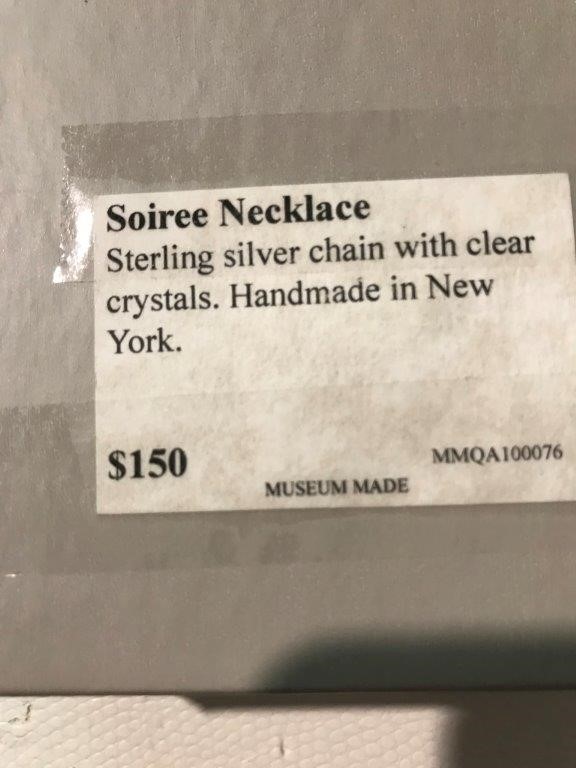 Soiree Necklace
Sterling silver chain with clear
crystals. Handmade in New
York.
$150
MMQA100076
MUSEUM MADE